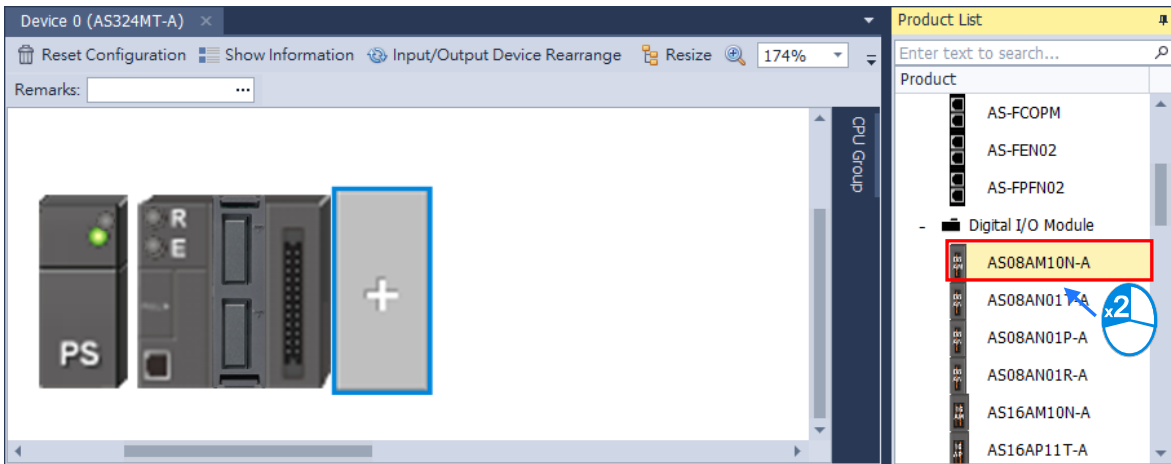 Device 0 (AS324MT-A)
Reset Configuration Show Information Input/Output Device Rearrange Resize 174%
Remarks: ...
CPU Group
R
E
PS
Product List
Enter text to search...
Product
AS-FCOPM
AS-FEN02
AS-FPFN02
Digital I/O Module
AS08AM10N-A
AS08AN01T-A
x2
AS08AN01P-A
AS08AN01R-A
AS16AM10N-A
AS16AP11T-A